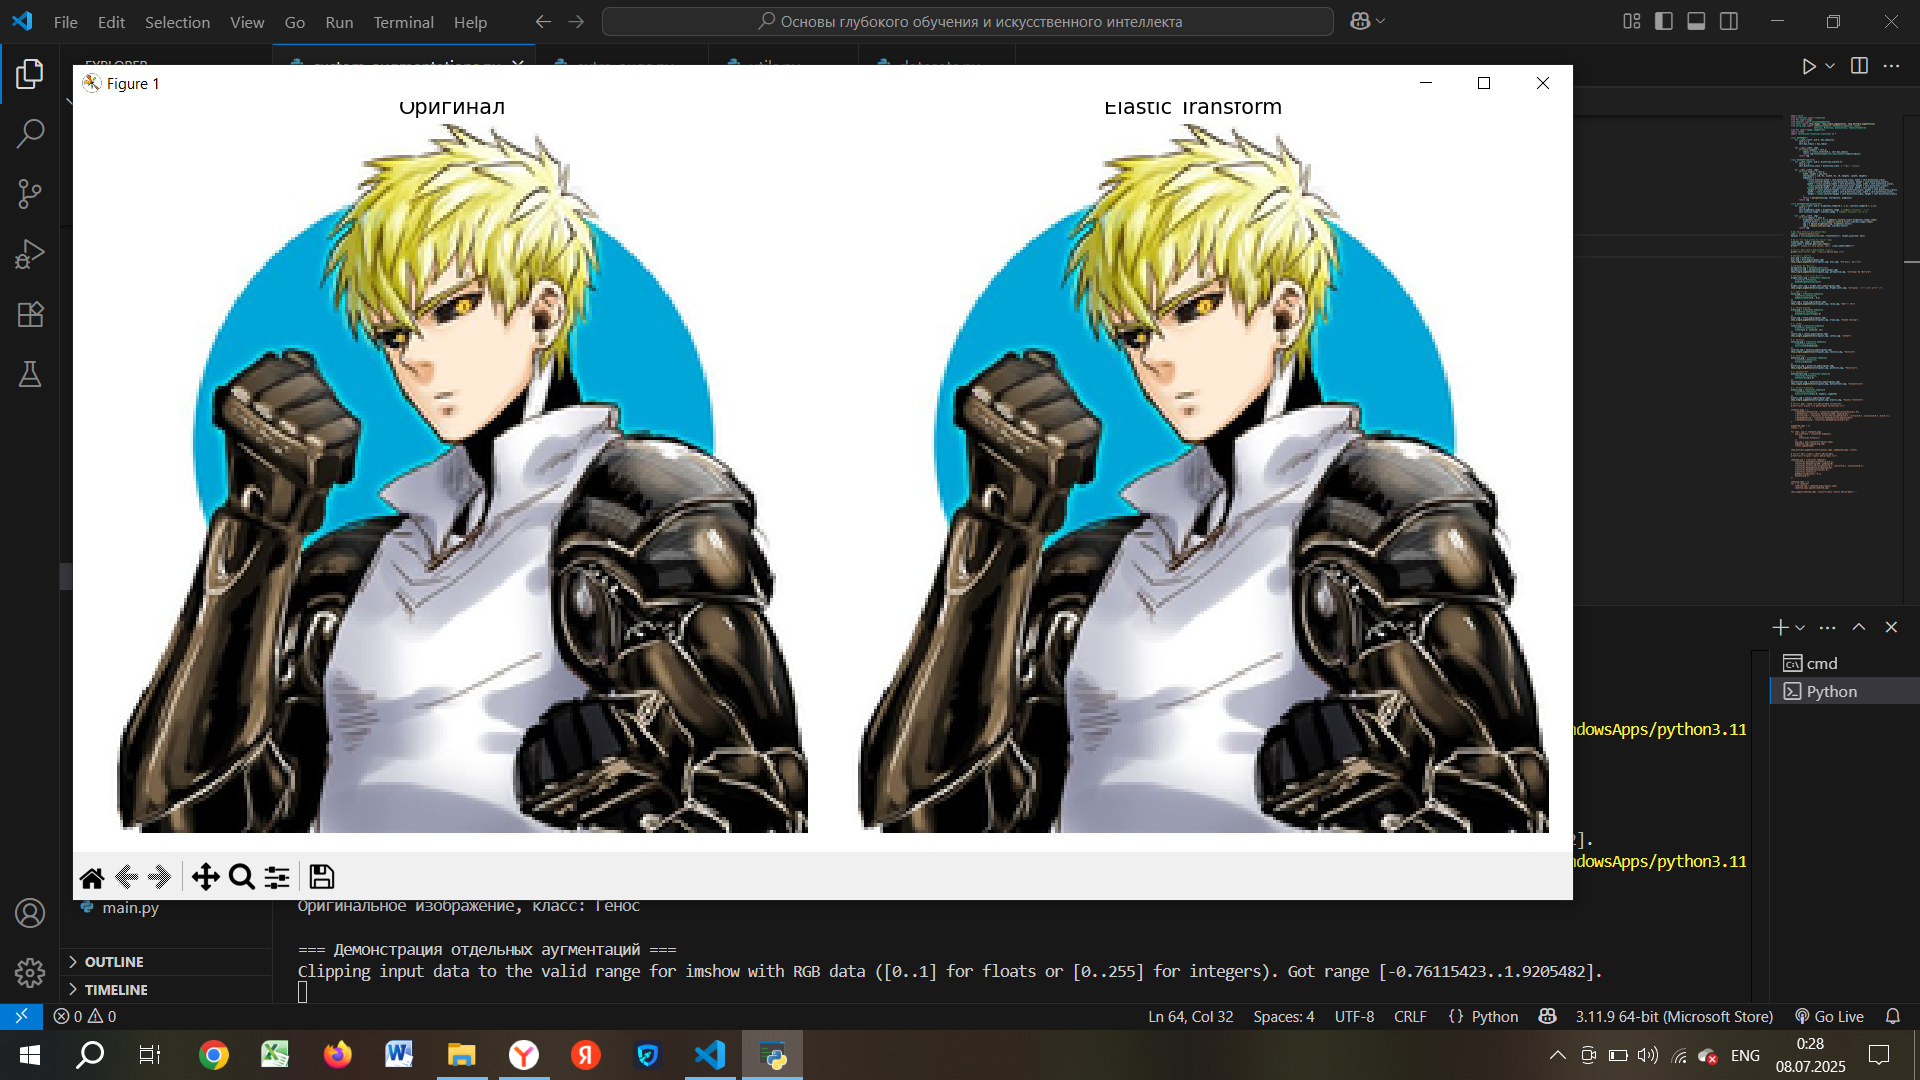 File Edit Selection View Go Run Terminal Help
Основы глубокого обучения и искусственного интеллекта
EXPLORER
Figure 1
Оригинал
Elastic Transform
cmd
Python
ndowsApps/python3.11
2].
ndowsApps/python3.11
main.py
Оригинальное изображение, класс: Генос
=== Демонстрация отдельных аугментаций ===
OUTLINE
Clipping input data to the valid range for imshow with RGB data ([0..1] for floats or [0..255] for integers). Got range [-0.76115423..1.9205482].
TIMELINE
0 0
Ln 64, Col 32 Spaces: 4 UTF-8 CRLF {} Python 3.11.9 64-bit (Microsoft Store) Go Live
ENG
0:28
08.07.2025